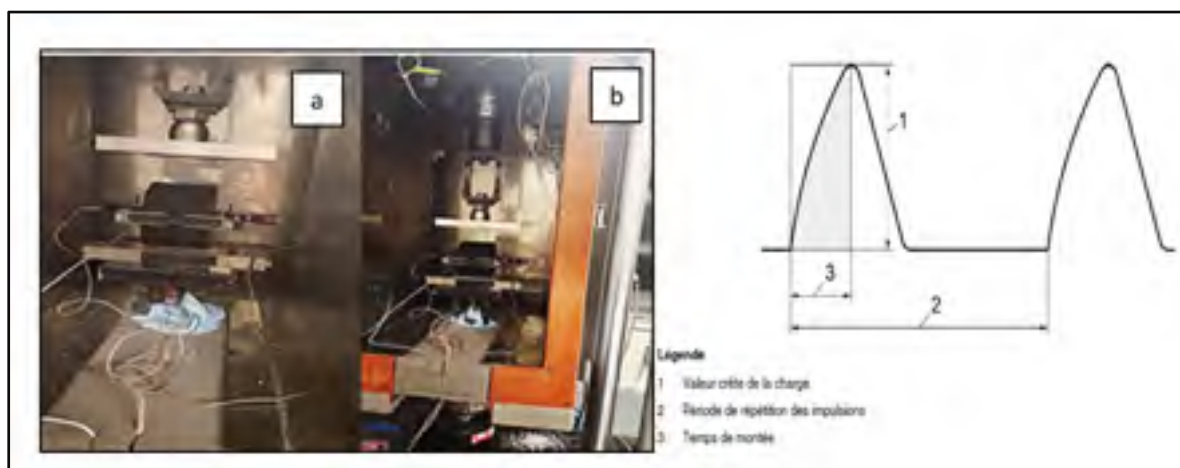 a
b
1
3
2
Légende
1 Valeur crête de la charge
2 Période de répétition des impulsions
3 Temps de montée